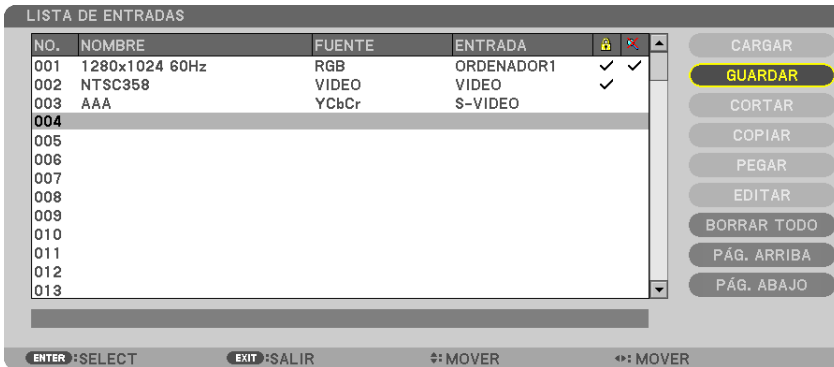 LISTA DE ENTRADAS
NO. NOMBRE FUENTE ENTRADA
001 1280x1024 60Hz RGB ORDENADOR1
002 NTSC358 VIDEO VIDEO
003 AAA YCbCr S-VIDEO
004
005
006
007
008
009
010
011
012
013
CARGAR
GUARDAR
CORTAR
COPIAR
PEGAR
EDITAR
BORRAR TODO
PÁG. ARRIBA
PÁG. ABAJO
ENTER :SELECT EXIT :SALIR : MOVER : MOVER